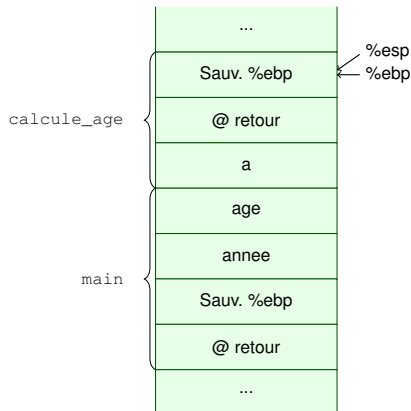 ...
%esp
Sauv. %ebp
%ebp
calcule_age
@ retour
a
age
annee
main
Sauv. %ebp
@ retour
...